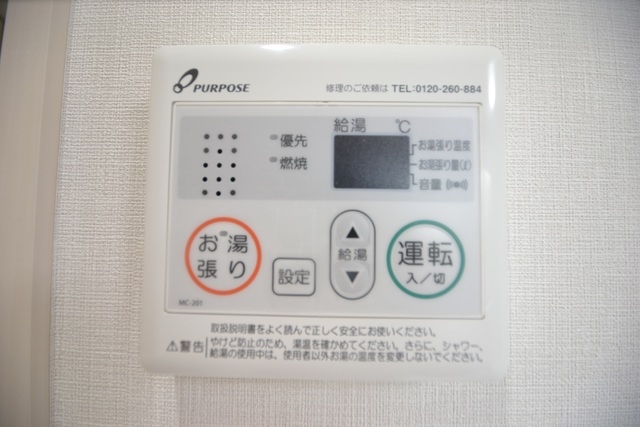 PURPOSE
修理のご依頼は TEL:0120-260-884
給湯 ℃
優先
燃焼
お湯張り温度
お湯張り量(ℓ)
音量
お湯張り
設定
▲
給湯
▼
運転
入/切
MC-201
取扱説明書をよく読んで正しく安全にお使いください。
⚠警告
やけど防止のため、湯温を確かめてください。さらに、シャワー、
給湯の使用中は、使用者以外お湯の温度を変更しないでください。